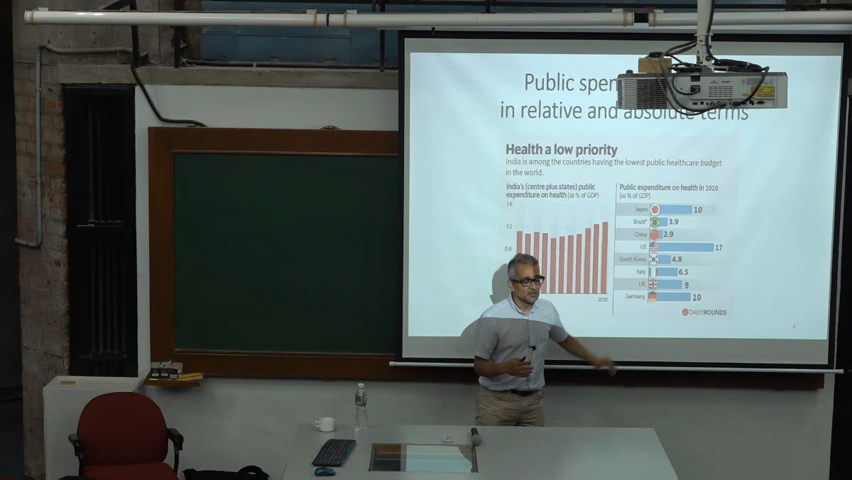 Public spen
in relative and absolute terms
Health a low priority
India is among the countries having the lowest public healthcare budget
in the world.
India's (centre plus states) public
expenditure on health (as % of GDP)
1.6
1.2
0.8
2020
Public expenditure on health in 2020
(as % of GDP)
Japan 10
Brazil* 3.9
China 2.9
US 17
South Korea 4.8
Italy 6.5
UK 9
Germany 10
DAILYROUNDS